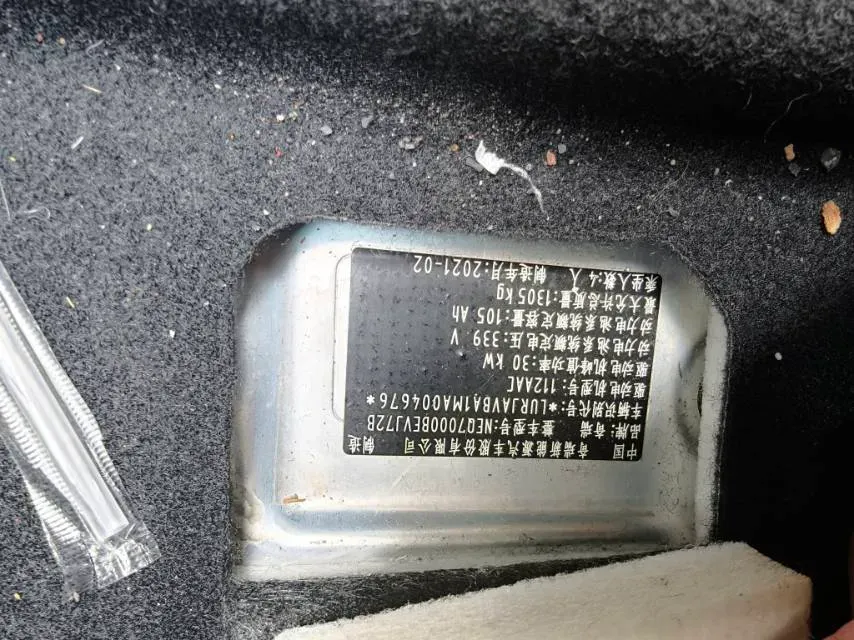 中国 奇瑞新能源汽车股份有限公司 制造
品牌:奇瑞 整车型号:NEQ7000BEVJ72B
车辆识别代号:*LURJAVBA1MA004676*
驱动电机型号:112AAC
驱动电机峰值功率:30 kW
动力电池系统额定电压:339 V
动力电池系统额定容量:105 Ah
最大允许总质量:1305 kg
乘坐人数:4 人 制造年月:2021-02